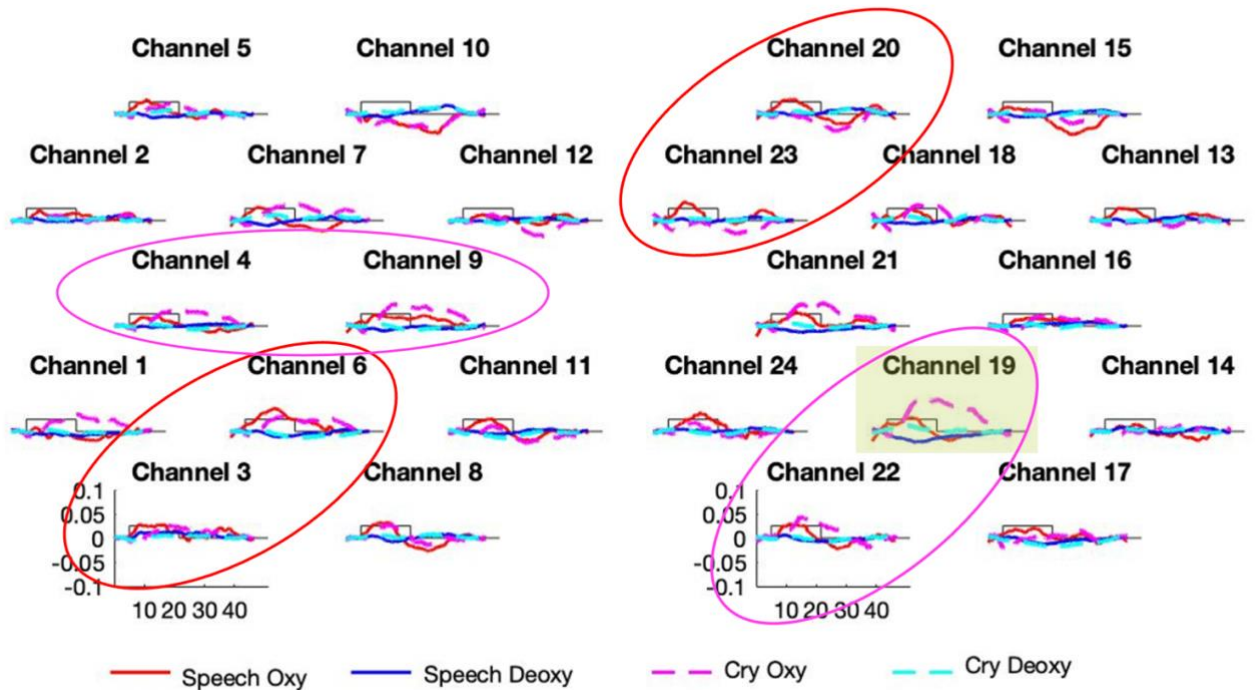 Channel 5 Channel 10 Channel 20 Channel 15
Channel 2 Channel 7 Channel 12 Channel 23 Channel 18 Channel 13
Channel 4 Channel 9 Channel 21 Channel 16
Channel 1 Channel 6 Channel 11 Channel 24 Channel 19 Channel 14
Channel 3 Channel 8 Channel 22 Channel 17
0.1 0.1
0.05 0.05
0 0
-0.05 -0.05
-0.1 -0.1
10 20 30 40 10 20 30 40
Speech Oxy Speech Deoxy Cry Oxy Cry Deoxy